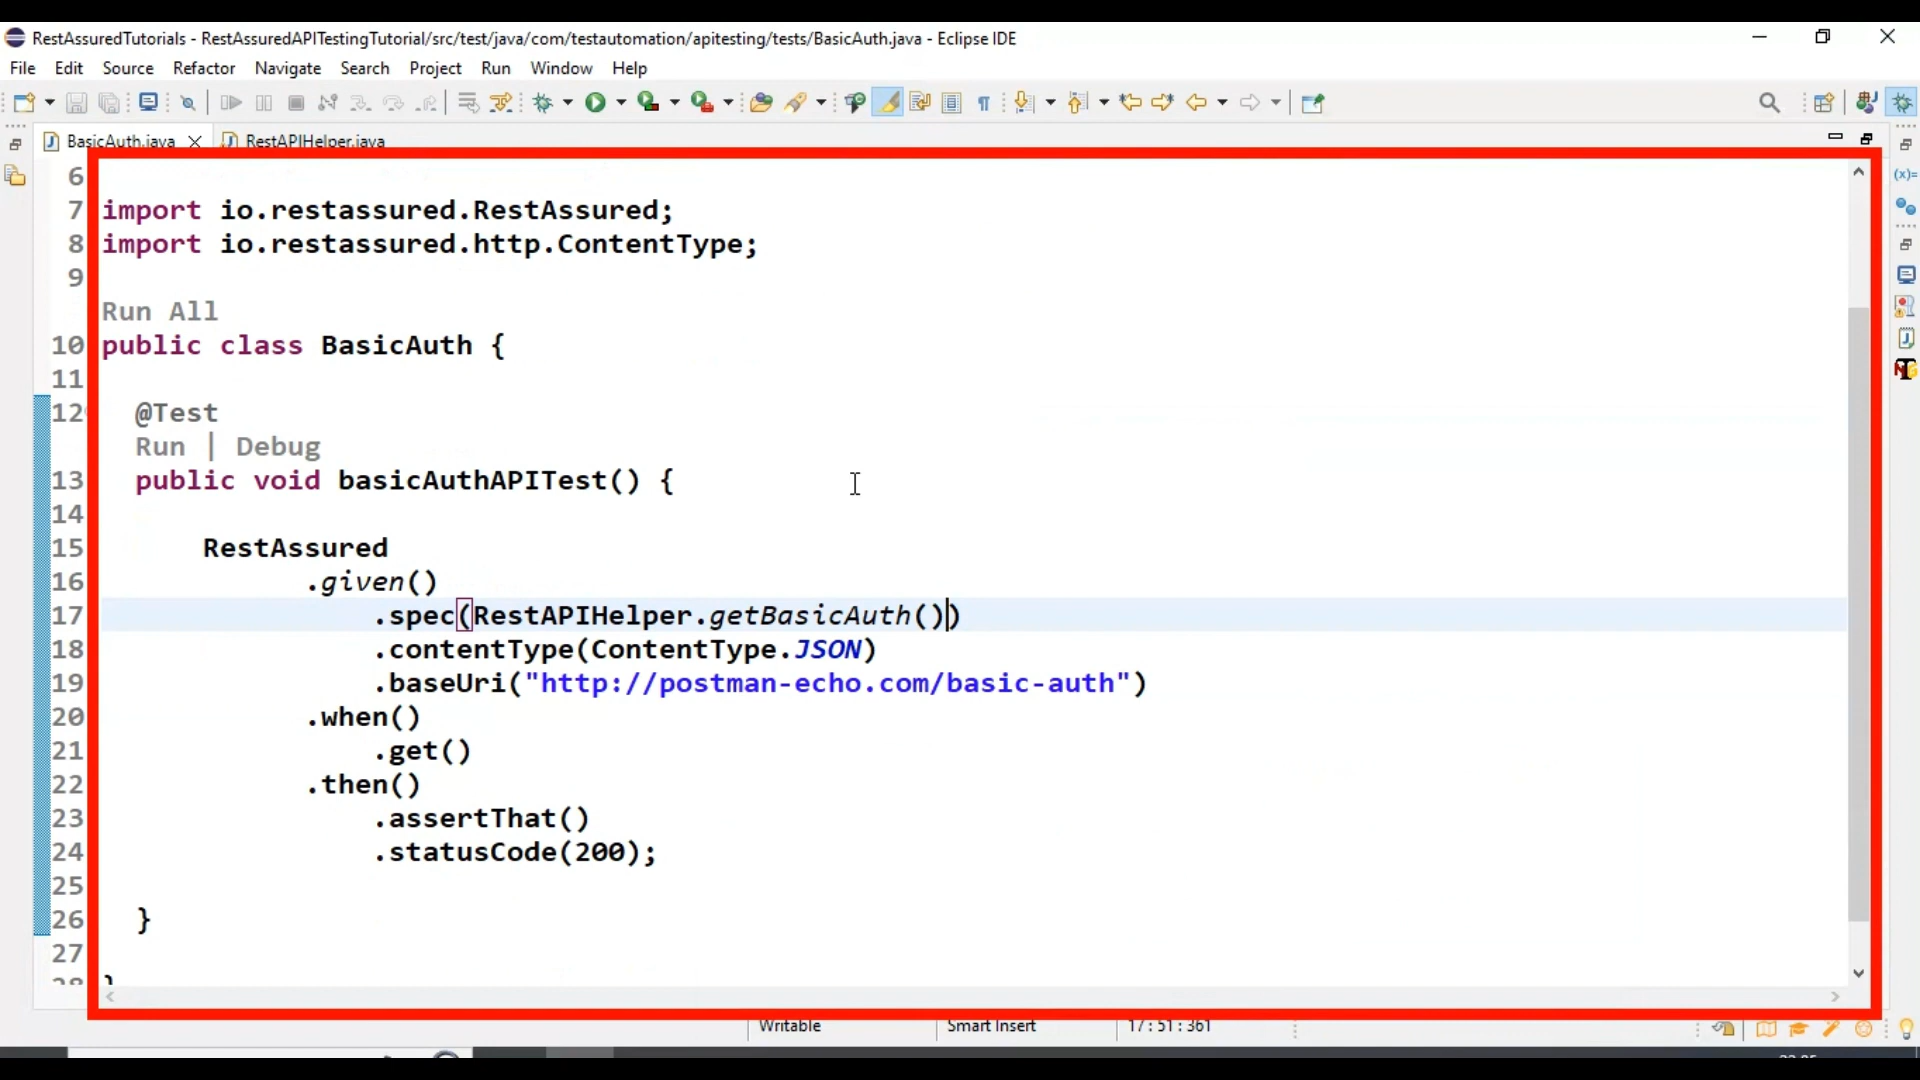 RestAssuredTutorials - RestAssuredAPITestingTutorial/src/test/java/com/testautomation/apitesting/tests/BasicAuth.java - Eclipse IDE
File Edit Source Refactor Navigate Search Project Run Window Help
BasicAuth.java RestAPIHelper.java
6
7 import io.restassured.RestAssured;
8 import io.restassured.http.ContentType;
9
Run All
10 public class BasicAuth {
11
12 @Test
Run | Debug
13 public void basicAuthAPITest() {
14
15 RestAssured
16 .given()
17 .spec(RestAPIHelper.getBasicAuth())
18 .contentType(ContentType.JSON)
19 .baseUri("http://postman-echo.com/basic-auth")
20 .when()
21 .get()
22 .then()
23 .assertThat()
24 .statusCode(200);
25
26 }
27
28 }
Writable Smart Insert 17 : 51 : 361